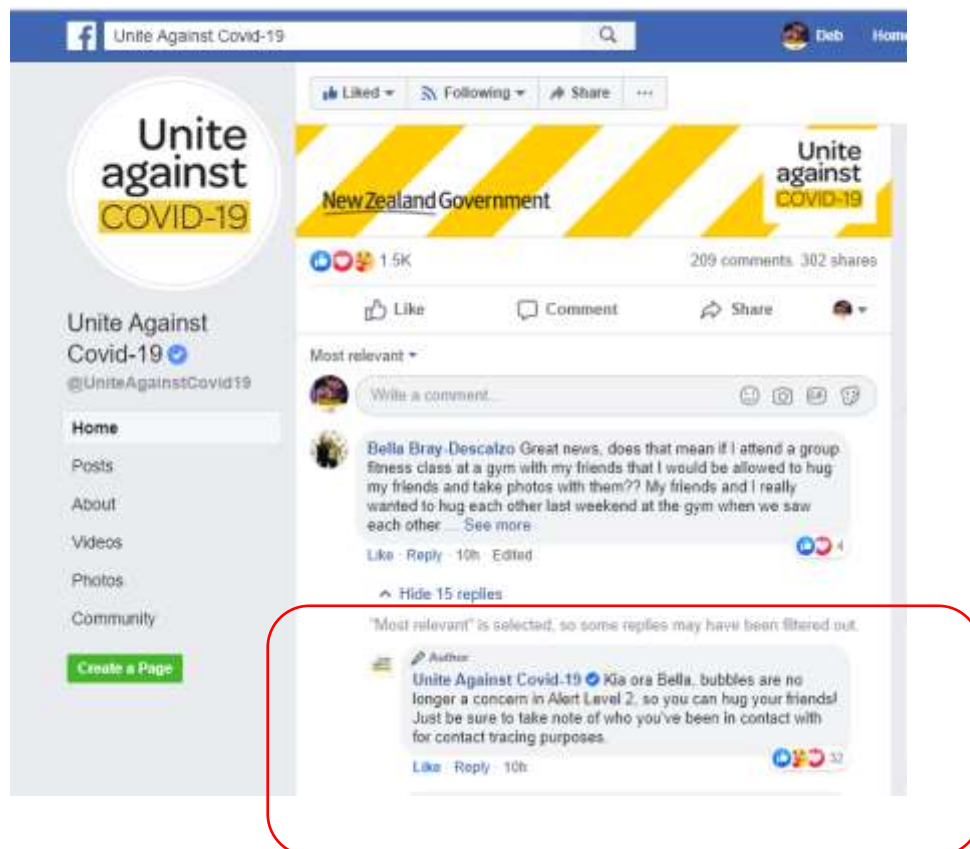 Unite Against Covid-19
Deb Home
Liked Following Share ...
Unite
against
COVID-19
New Zealand Government
Unite
against
COVID-19
1.5K 209 comments 302 shares
Like Comment Share
Unite Against
Covid-19
@UniteAgainstCovid19
Most relevant
Write a comment...
Home
Posts
About
Videos
Photos
Community
Create a Page
Bella Bray-Descalzo Great news, does that mean if I attend a group
fitness class at a gym with my friends that I would be allowed to hug
my friends and take photos with them?? My friends and I really
wanted to hug each other last weekend at the gym when we saw
each other ... See more
4
Like · Reply · 10h · Edited
Hide 15 replies
"Most relevant" is selected, so some replies may have been filtered out.
Author
Unite Against Covid-19 Kia ora Bella, bubbles are no
longer a concern in Alert Level 2, so you can hug your friends!
Just be sure to take note of who you've been in contact with
for contact tracing purposes.
32
Like · Reply · 10h